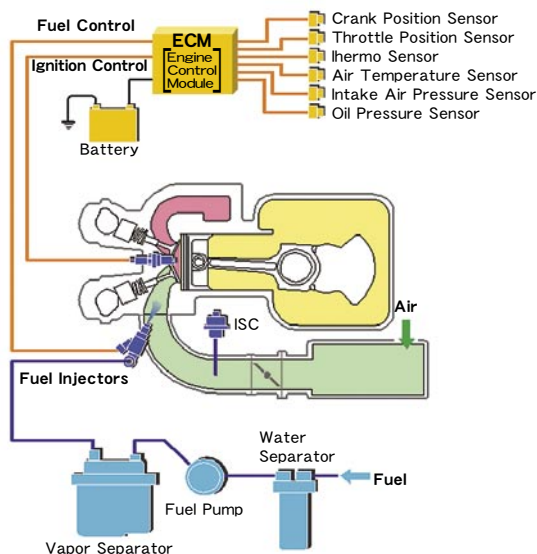 Fuel Control
Ignition Control
ECM
Engine
Control
Module
Crank Position Sensor
Throttle Position Sensor
Ihermo Sensor
Air Temperature Sensor
Intake Air Pressure Sensor
Oil Pressure Sensor
Battery
ISC
Air
Fuel Injectors
Water
Separator
Fuel
Fuel Pump
Vapor Separator